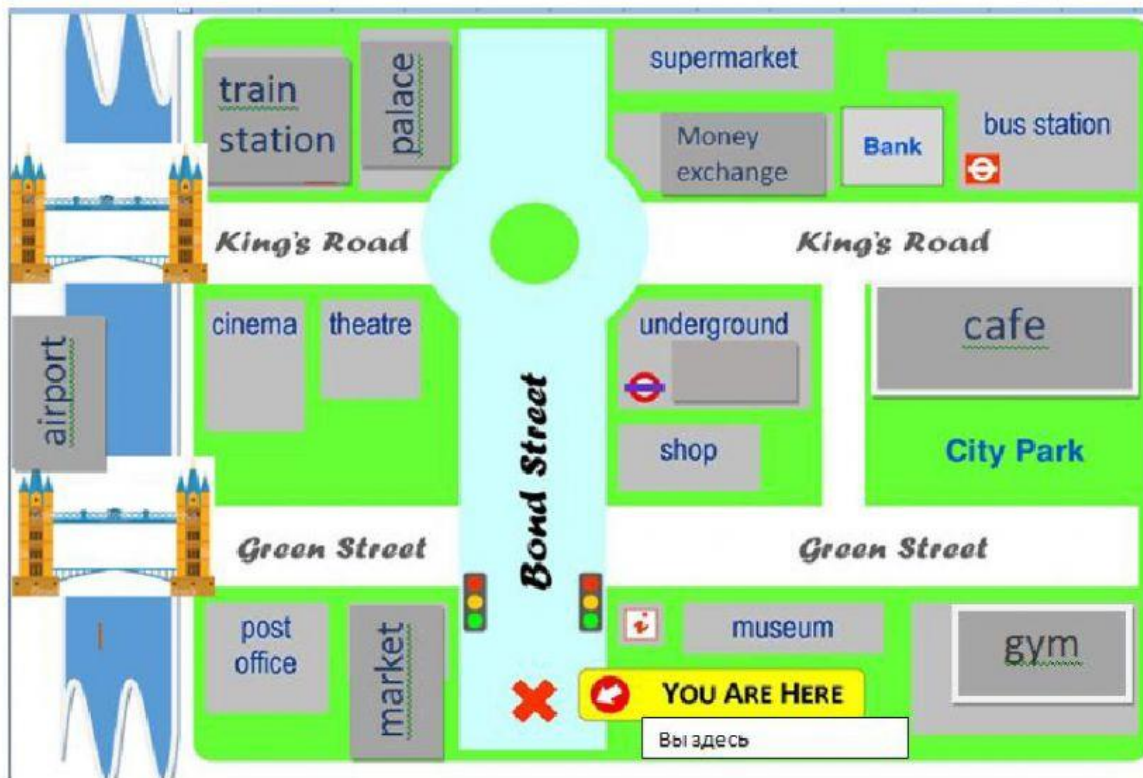 train
station
palace
supermarket
Money
exchange
Bank
bus station
King's Road
King's Road
airport
cinema
theatre
underground
cafe
Bond Street
shop
City Park
Green Street
Green Street
post
office
market
i
museum
gym
YOU ARE HERE
Вы здесь